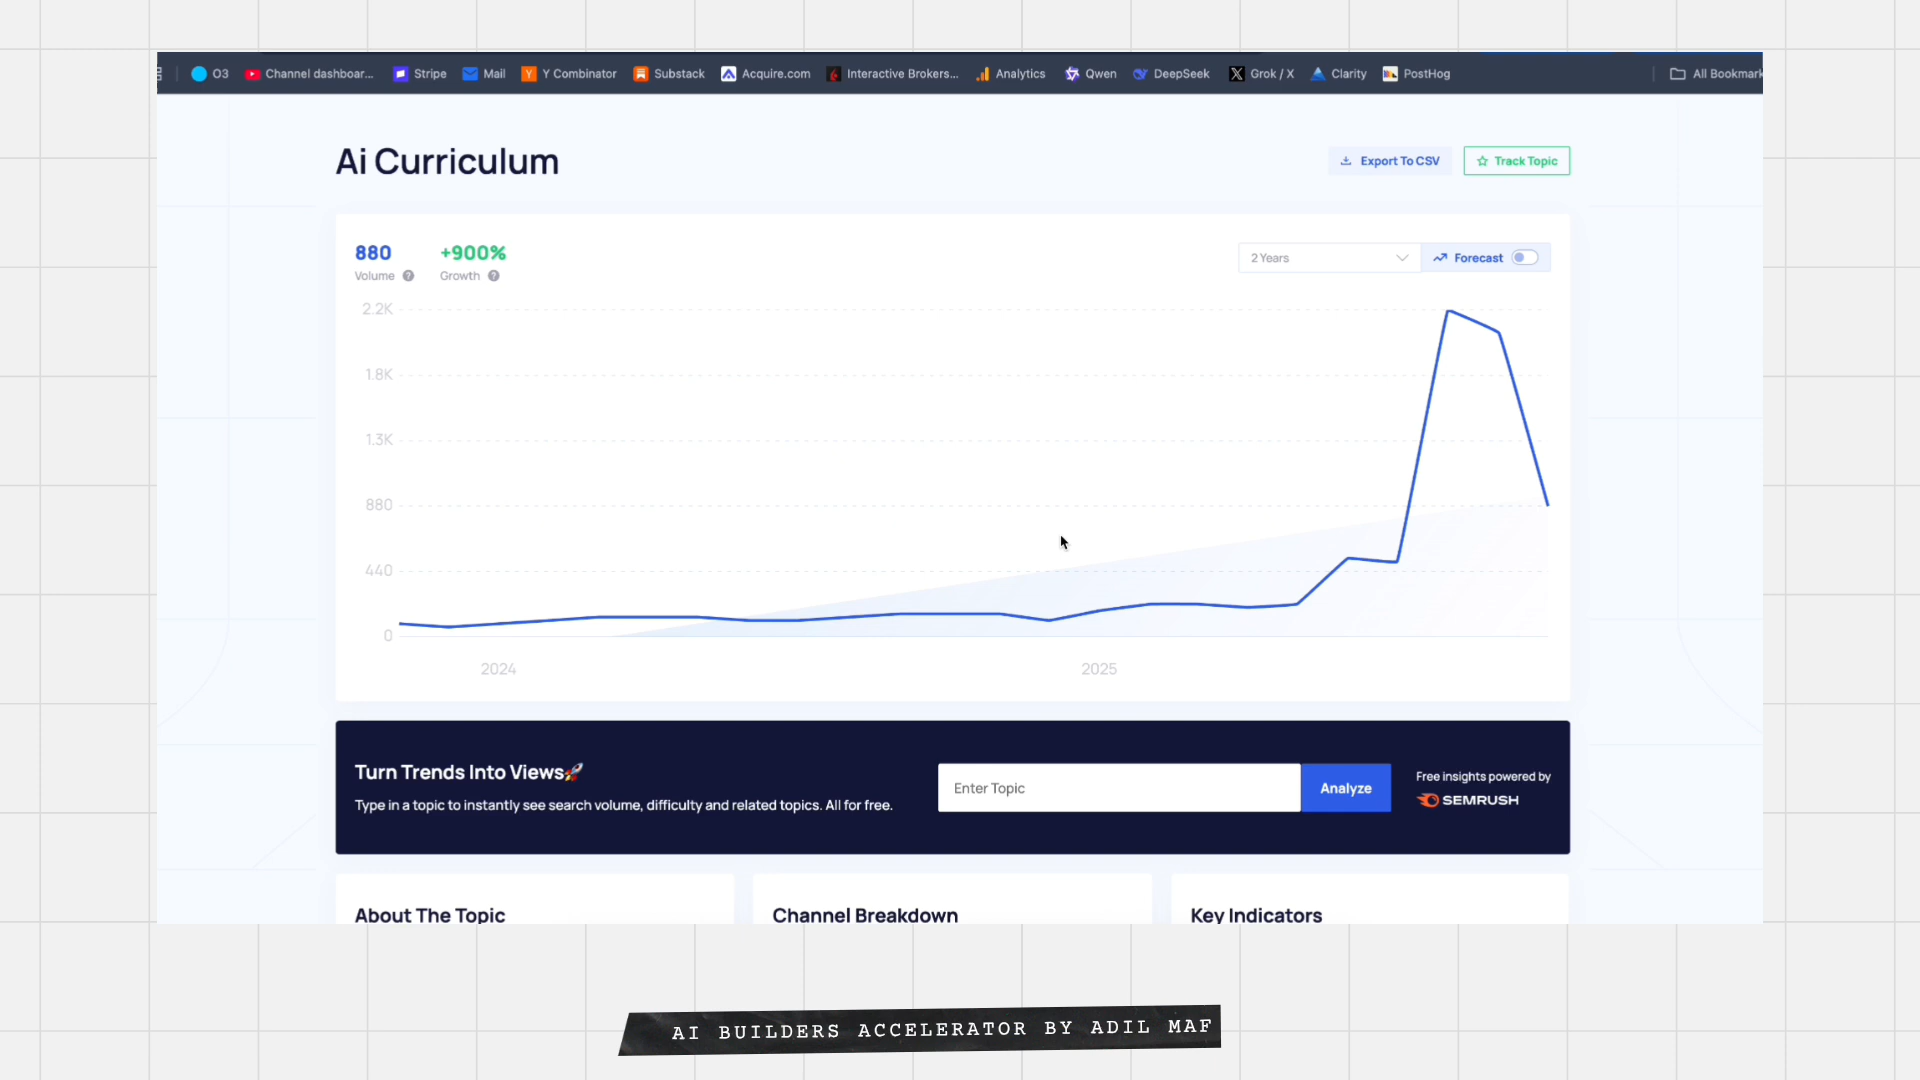 O3 Channel dashboar... Stripe Mail Y Combinator Substack Acquire.com Interactive Brokers... Analytics Qwen DeepSeek Grok / X Clarity PostHog All Bookmark
Ai Curriculum
Export To CSV Track Topic
880 +900%
Volume Growth
2 Years Forecast
2.2K
1.8K
1.3K
880
440
0
2024 2025
Turn Trends Into Views🚀
Type in a topic to instantly see search volume, difficulty and related topics. All for free.
Enter Topic Analyze
Free insights powered by
SEMRUSH
About The Topic Channel Breakdown Key Indicators
AI BUILDERS ACCELERATOR BY ADIL MAF